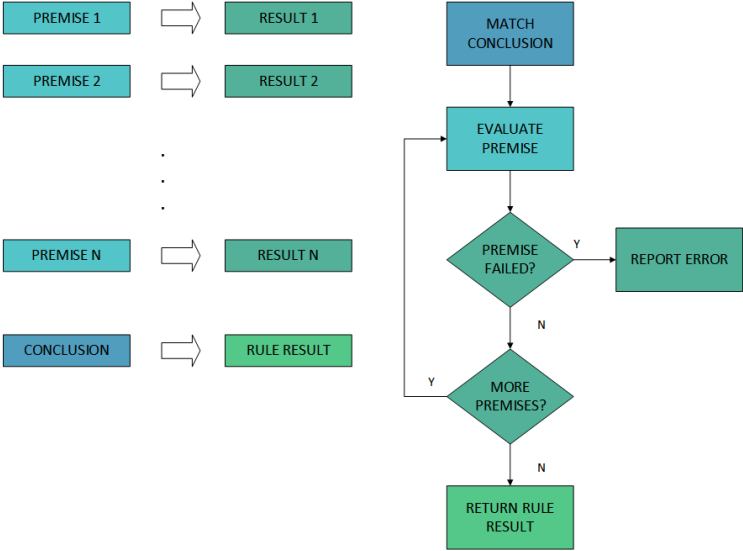 PREMISE 1
RESULT 1
PREMISE 2
RESULT 2
.
.
.
PREMISE N
RESULT N
CONCLUSION
RULE RESULT
MATCH
CONCLUSION
EVALUATE
PREMISE
PREMISE
FAILED?
Y
REPORT ERROR
N
MORE
PREMISES?
Y
N
RETURN RULE
RESULT